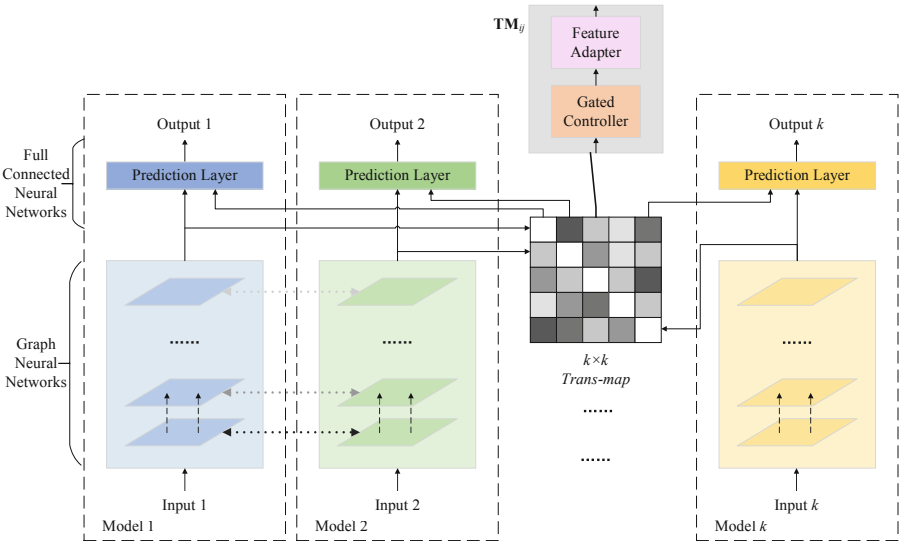 TMij
Feature
Adapter
Gated
Controller
Full
Connected
Neural
Networks
Output 1
Output 2
Output k
Prediction Layer
Prediction Layer
Prediction Layer
Graph
Neural
Networks
......
......
......
k×k
Trans-map
......
......
Input 1
Input 2
Input k
Model 1
Model 2
Model k